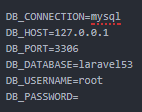 DB_CONNECTION=mysql
DB_HOST=127.0.0.1
DB_PORT=3306
DB_DATABASE=laravel53
DB_USERNAME=root
DB_PASSWORD=